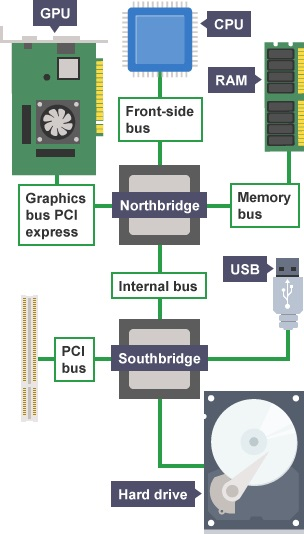 GPU
CPU
RAM
Front-side
bus
Graphics
bus PCI
express
Northbridge
Memory
bus
USB
Internal bus
PCI
bus
Southbridge
Hard drive